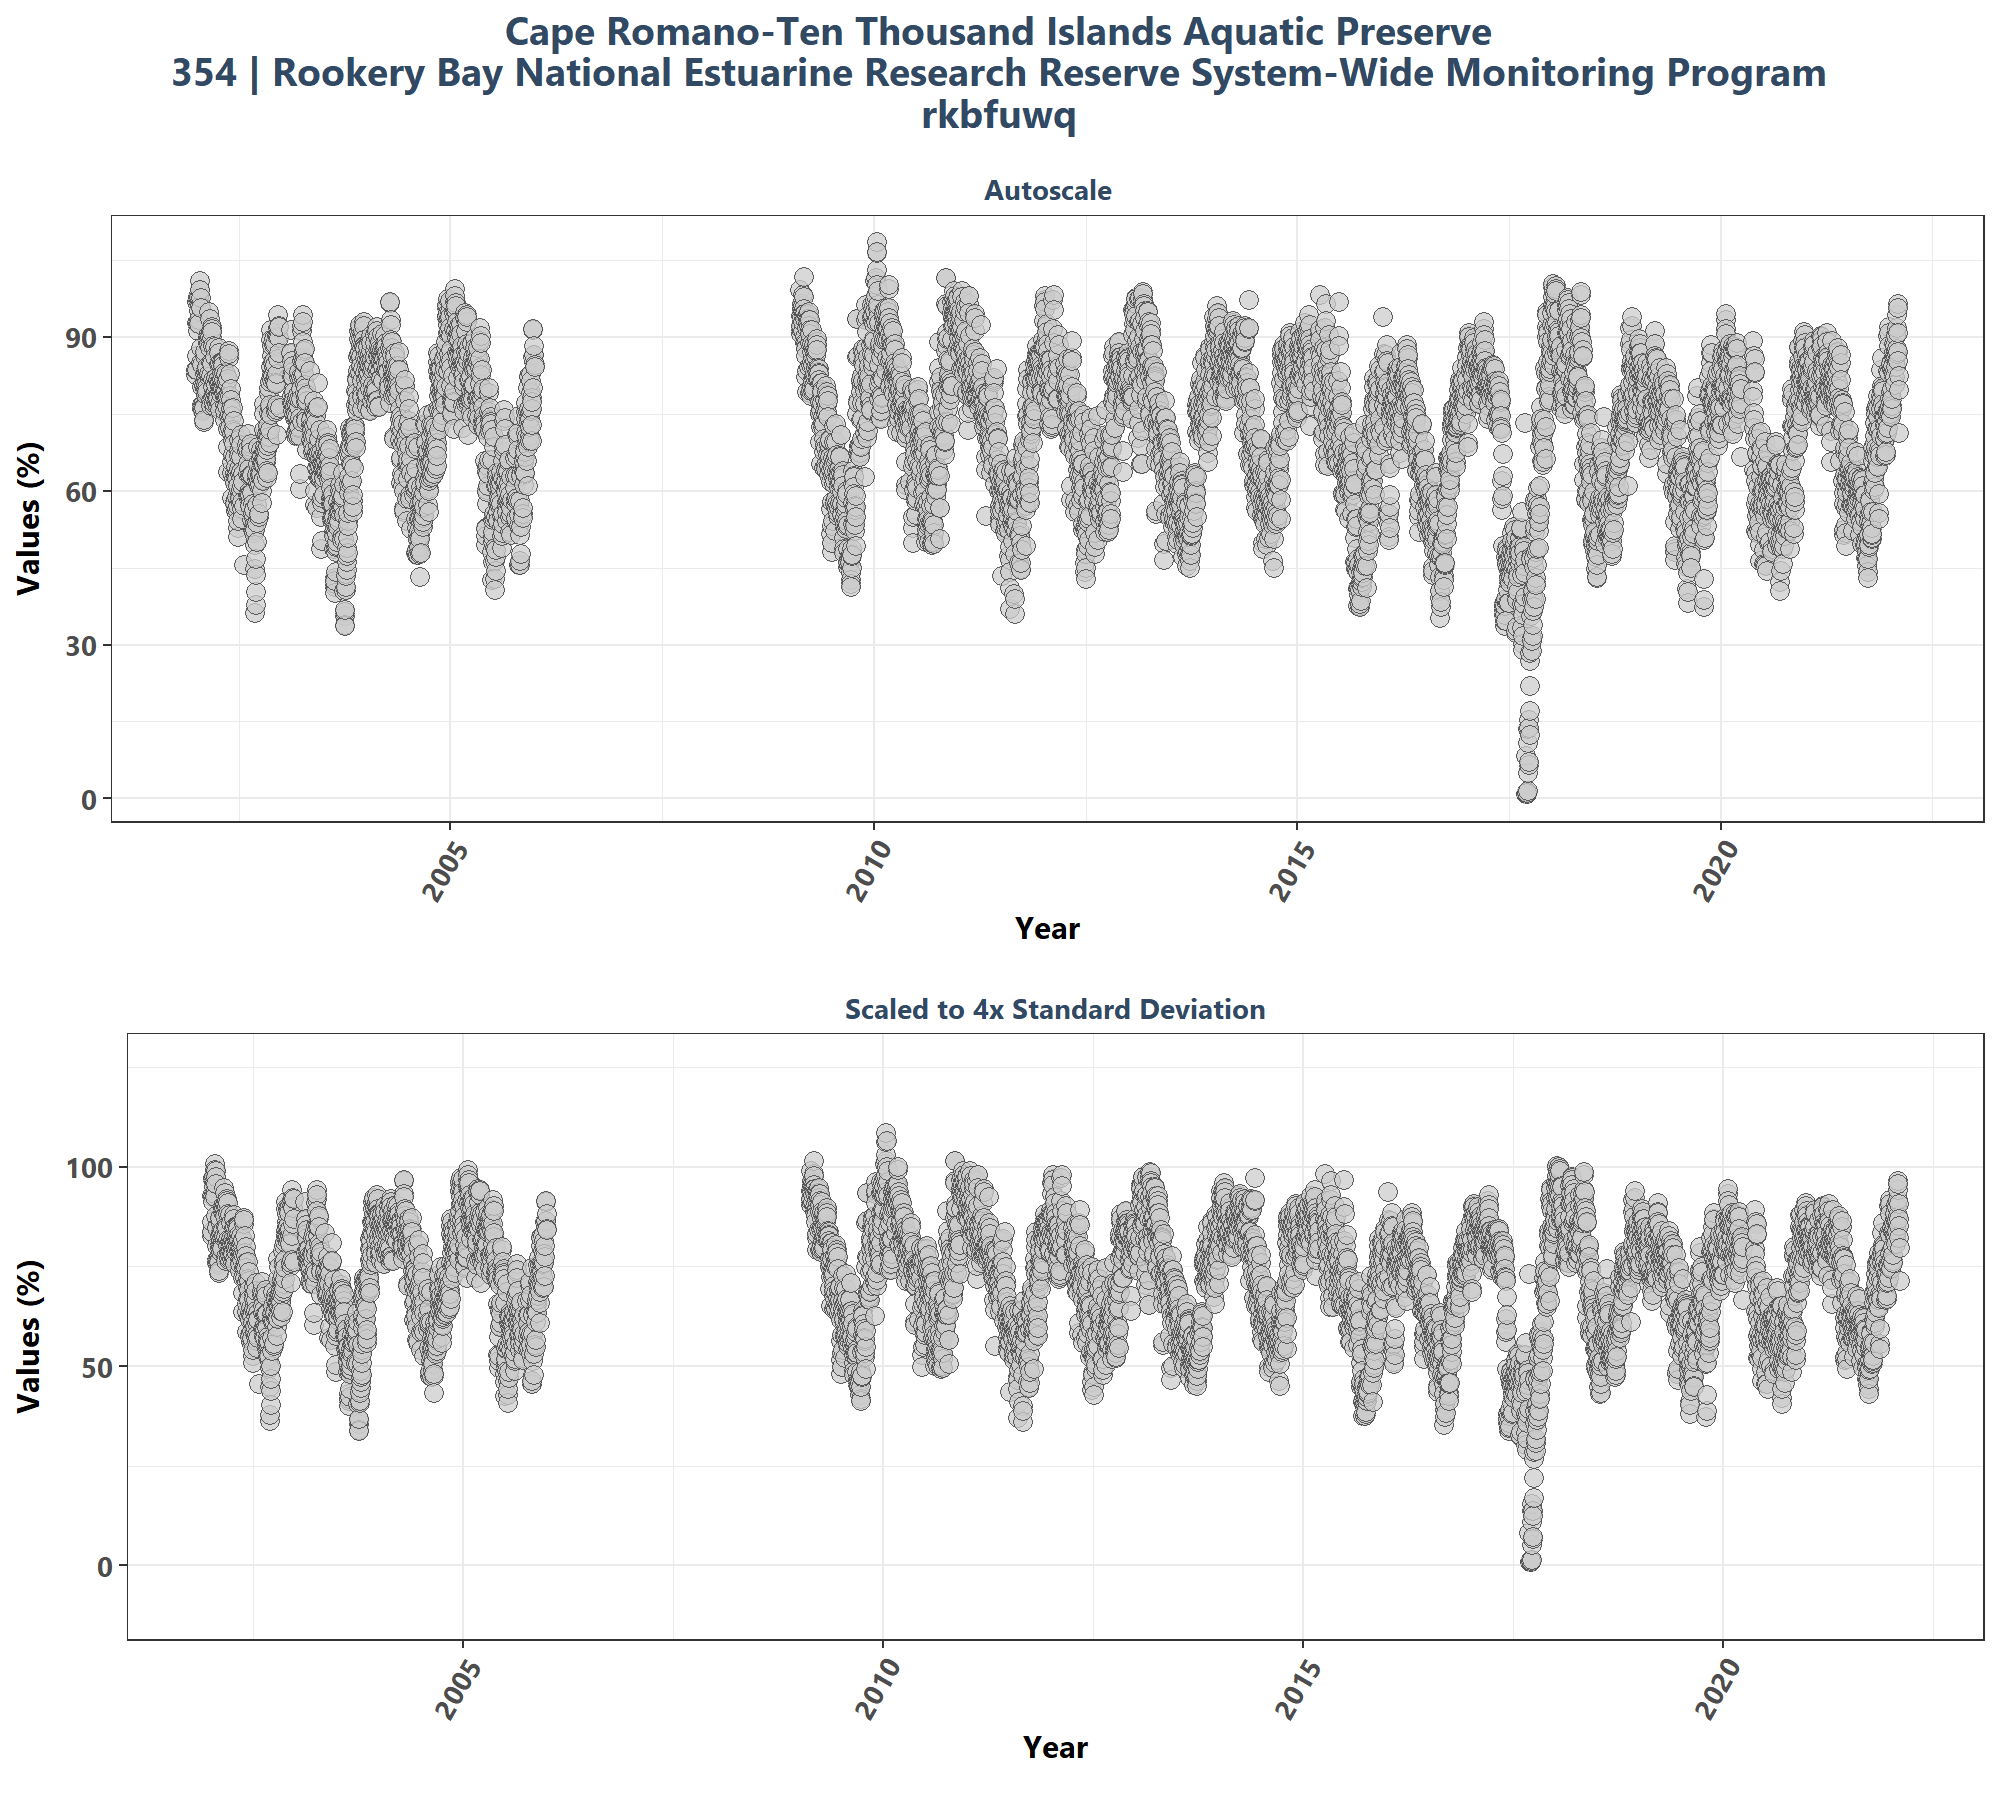 Cape Romano-Ten Thousand Islands Aquatic Preserve
354 | Rookery Bay National Estuarine Research Reserve System-Wide Monitoring Program
rkbfuwq
Autoscale
Values (%)
90
60
30
0
2005
2010
2015
2020
Year
Scaled to 4x Standard Deviation
Values (%)
100
50
0
2005
2010
2015
2020
Year